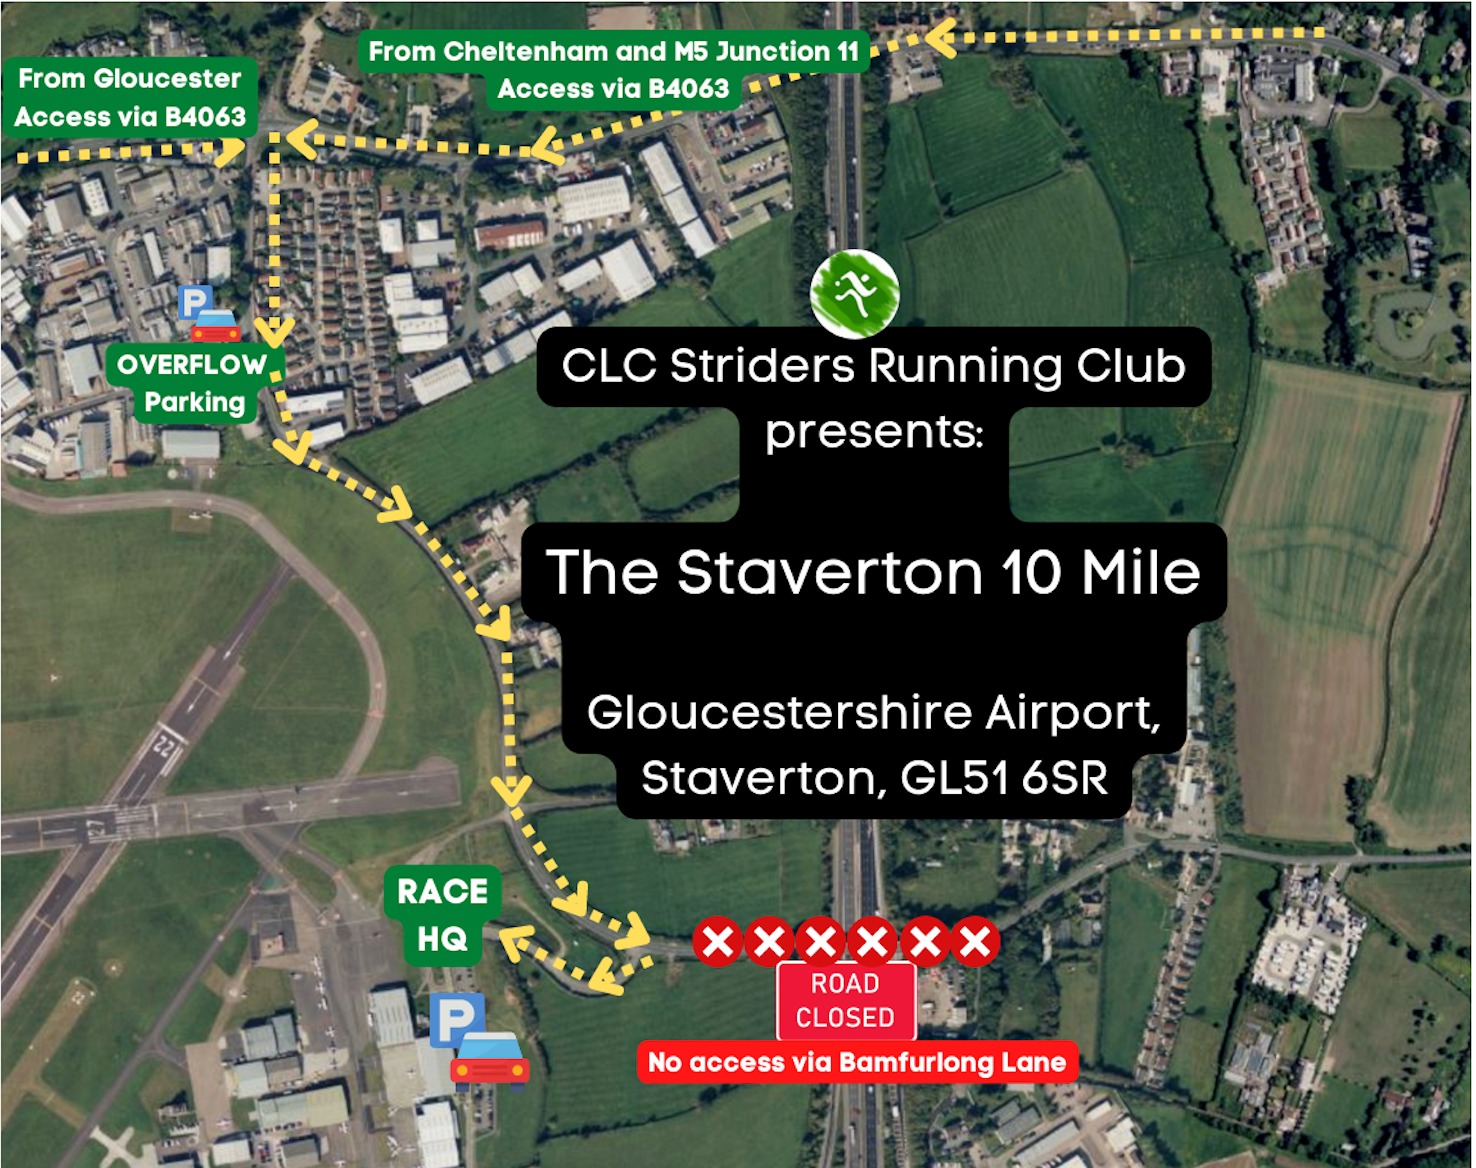 From Cheltenham and M5 Junction 11
Access via B4063
From Gloucester
Access via B4063
P
OVERFLOW
Parking
CLC Striders Running Club
presents:
The Staverton 10 Mile
Gloucestershire Airport,
Staverton, GL51 6SR
22
27
RACE
HQ
P
ROAD
CLOSED
No access via Bamfurlong Lane